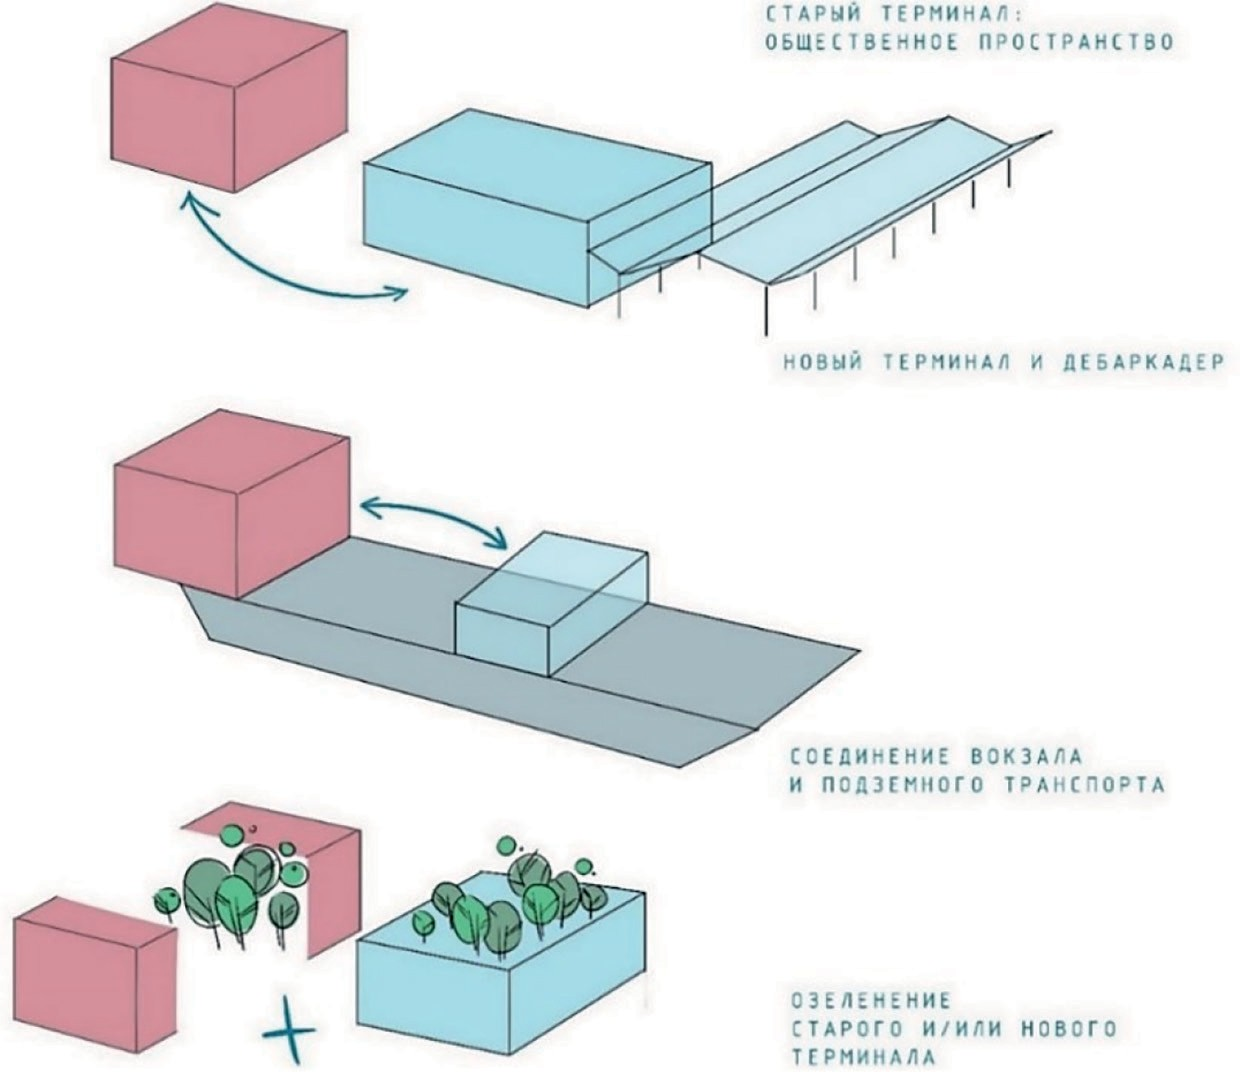 СТАРЫЙ ТЕРМИНАЛ:
ОБЩЕСТВЕННОЕ ПРОСТРАНСТВО
НОВЫЙ ТЕРМИНАЛ И ДЕБАРКАДЕР
СОЕДИНЕНИЕ ВОКЗАЛА
И ПОДЗЕМНОГО ТРАНСПОРТА
ОЗЕЛЕНЕНИЕ
СТАРОГО И/ИЛИ НОВОГО
ТЕРМИНАЛА